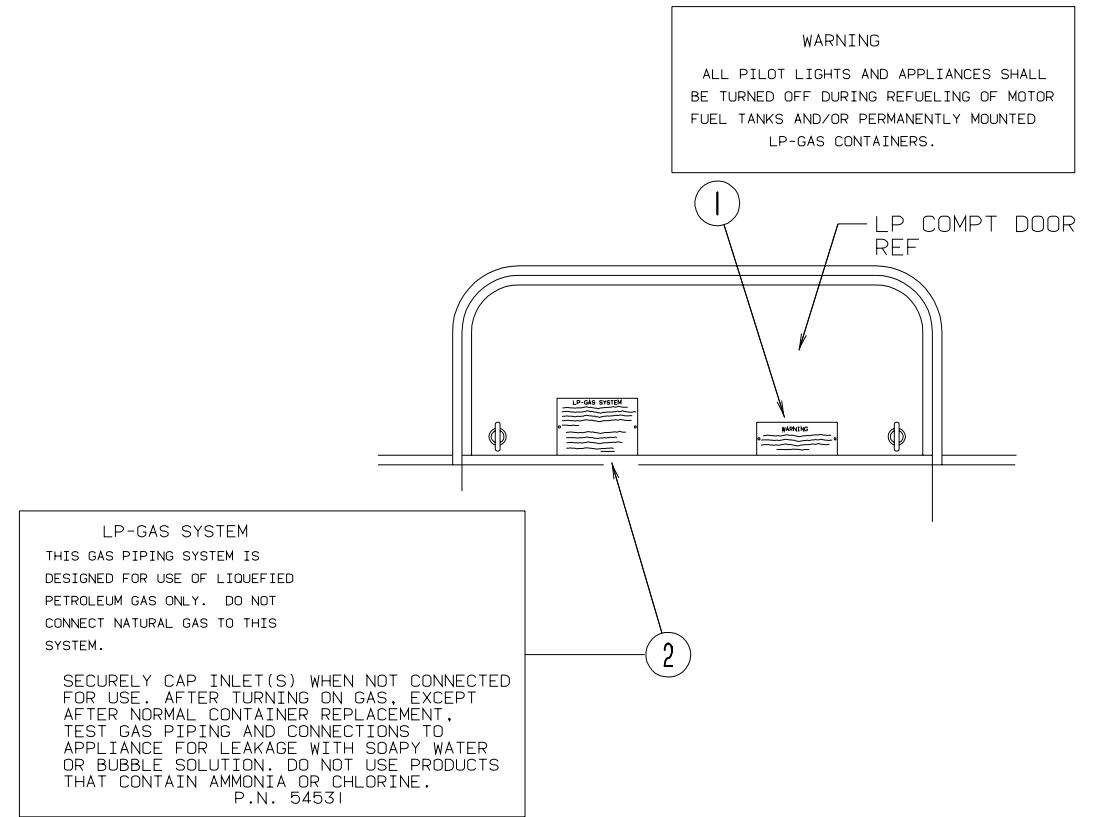 WARNING
ALL PILOT LIGHTS AND APPLIANCES SHALL
BE TURNED OFF DURING REFUELING OF MOTOR
FUEL TANKS AND/OR PERMANENTLY MOUNTED
LP-GAS CONTAINERS.
1
LP COMPT DOOR
REF
LP-GAS SYSTEM
WARNING
LP-GAS SYSTEM
THIS GAS PIPING SYSTEM IS
DESIGNED FOR USE OF LIQUEFIED
PETROLEUM GAS ONLY.  DO NOT
CONNECT NATURAL GAS TO THIS
SYSTEM.
2
SECURELY CAP INLET(S) WHEN NOT CONNECTED
FOR USE. AFTER TURNING ON GAS, EXCEPT
AFTER NORMAL CONTAINER REPLACEMENT,
TEST GAS PIPING AND CONNECTIONS TO
APPLIANCE FOR LEAKAGE WITH SOAPY WATER
OR BUBBLE SOLUTION. DO NOT USE PRODUCTS
THAT CONTAIN AMMONIA OR CHLORINE.
P.N. 54531